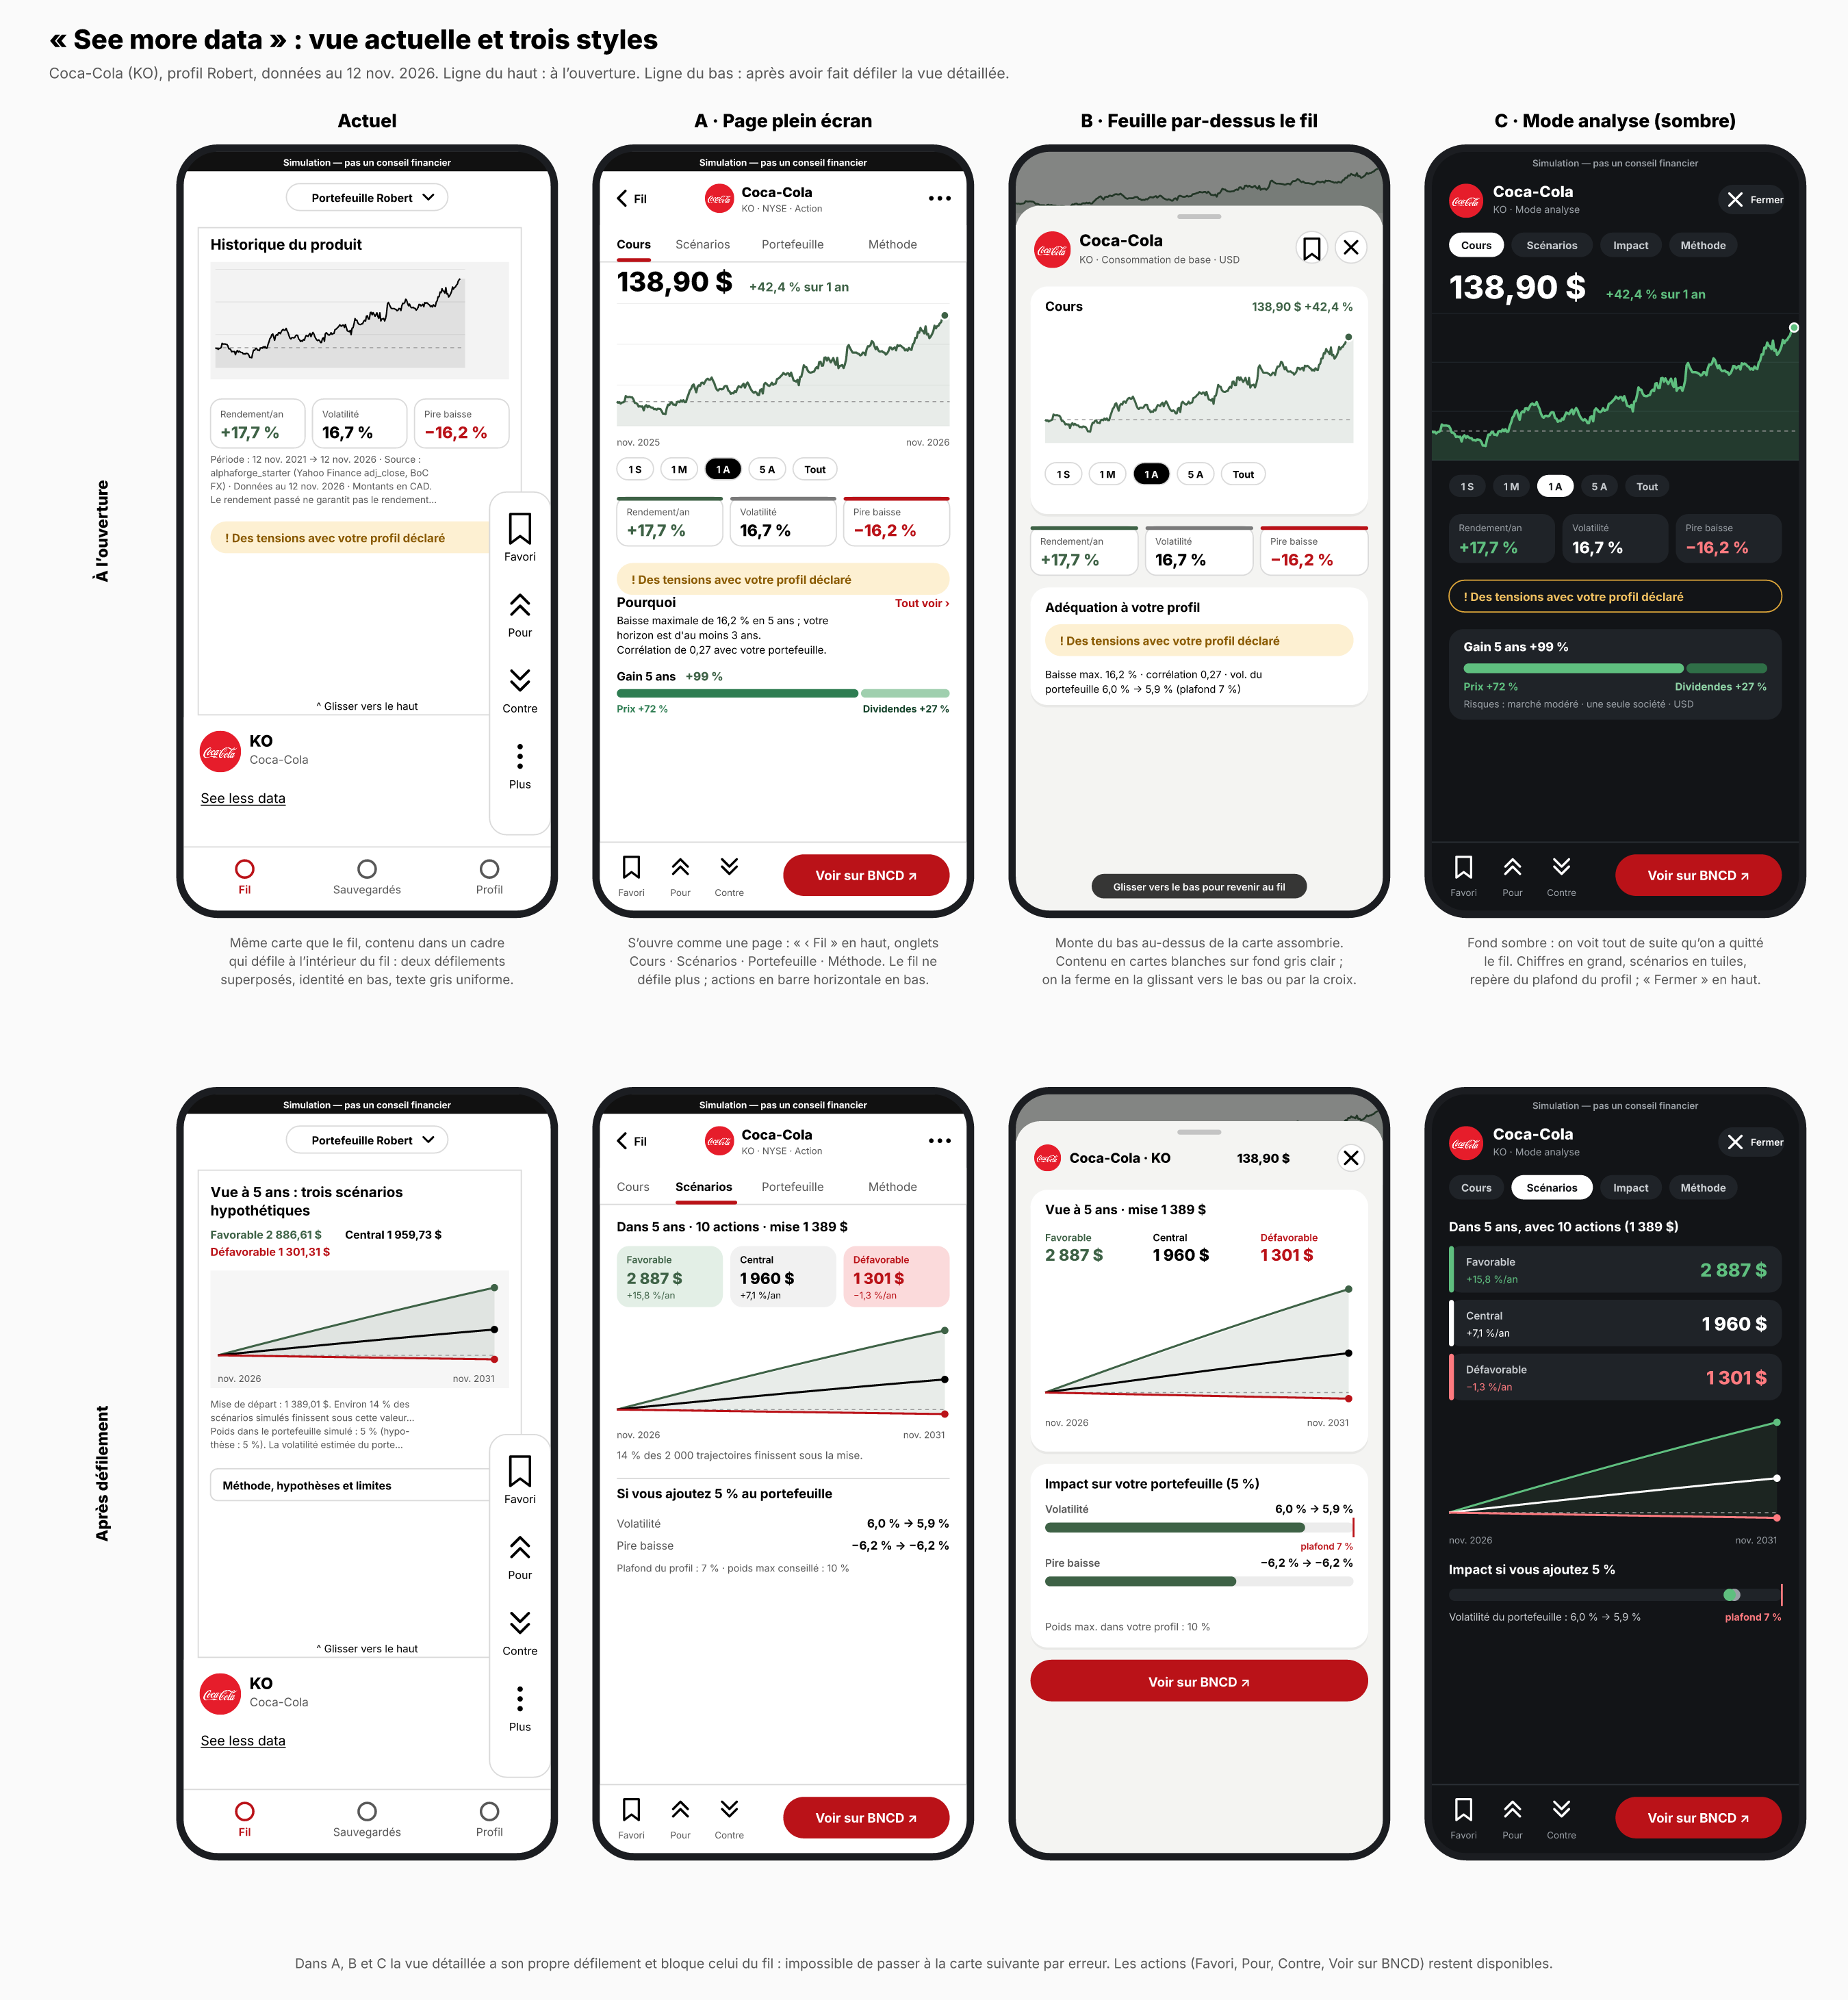 « See more data » : vue actuelle et trois styles
Coca-Cola (KO), profil Robert, données au 12 nov. 2026. Ligne du haut : à l’ouverture. Ligne du bas : après avoir fait défiler la vue détaillée.
Actuel
A · Page plein écran
B · Feuille par-dessus le fil
C · Mode analyse (sombre)
À l’ouverture
Simulation — pas un conseil financier
Portefeuille Robert
Historique du produit
Rendement/an
+17,7 %
Volatilité
16,7 %
Pire baisse
−16,2 %
Période : 12 nov. 2021 → 12 nov. 2026 · Source :
alphaforge_starter (Yahoo Finance adj_close, BoC
FX) · Données au 12 nov. 2026 · Montants en CAD.
Le rendement passé ne garantit pas le rendement…
! Des tensions avec votre profil déclaré
Favori
Pour
Contre
Plus
^ Glisser vers le haut
Coca-Cola
KO
Coca-Cola
See less data
Fil
Sauvegardés
Profil
Même carte que le fil, contenu dans un cadre
qui défile à l’intérieur du fil : deux défilements
superposés, identité en bas, texte gris uniforme.
Simulation — pas un conseil financier
Fil
Coca-Cola
Coca-Cola
KO · NYSE · Action
Cours
Scénarios
Portefeuille
Méthode
138,90 $
+42,4 % sur 1 an
nov. 2025
nov. 2026
1 S
1 M
1 A
5 A
Tout
Rendement/an
+17,7 %
Volatilité
16,7 %
Pire baisse
−16,2 %
! Des tensions avec votre profil déclaré
Pourquoi
Tout voir ›
Baisse maximale de 16,2 % en 5 ans ; votre
horizon est d'au moins 3 ans.
Corrélation de 0,27 avec votre portefeuille.
Gain 5 ans +99 %
Prix +72 %
Dividendes +27 %
Favori
Pour
Contre
Voir sur BNCD ↗
S’ouvre comme une page : « ‹ Fil » en haut, onglets
Cours · Scénarios · Portefeuille · Méthode. Le fil ne
défile plus ; actions en barre horizontale en bas.
Coca-Cola
Coca-Cola
KO · Consommation de base · USD
Cours
138,90 $ +42,4 %
1 S
1 M
1 A
5 A
Tout
Rendement/an
+17,7 %
Volatilité
16,7 %
Pire baisse
−16,2 %
Adéquation à votre profil
! Des tensions avec votre profil déclaré
Baisse max. 16,2 % · corrélation 0,27 · vol. du
portefeuille 6,0 % → 5,9 % (plafond 7 %)
Glisser vers le bas pour revenir au fil
Monte du bas au-dessus de la carte assombrie.
Contenu en cartes blanches sur fond gris clair ;
on la ferme en la glissant vers le bas ou par la croix.
Simulation — pas un conseil financier
Coca-Cola
Coca-Cola
KO · Mode analyse
Fermer
Cours
Scénarios
Impact
Méthode
138,90 $
+42,4 % sur 1 an
1 S
1 M
1 A
5 A
Tout
Rendement/an
+17,7 %
Volatilité
16,7 %
Pire baisse
−16,2 %
! Des tensions avec votre profil déclaré
Gain 5 ans +99 %
Prix +72 %
Dividendes +27 %
Risques : marché modéré · une seule société · USD
Favori
Pour
Contre
Voir sur BNCD ↗
Fond sombre : on voit tout de suite qu’on a quitté
le fil. Chiffres en grand, scénarios en tuiles,
repère du plafond du profil ; « Fermer » en haut.
Après défilement
Simulation — pas un conseil financier
Portefeuille Robert
Vue à 5 ans : trois scénarios
hypothétiques
Favorable 2 886,61 $
Central 1 959,73 $
Défavorable 1 301,31 $
nov. 2026
nov. 2031
Mise de départ : 1 389,01 $. Environ 14 % des
scénarios simulés finissent sous cette valeur…
Poids dans le portefeuille simulé : 5 % (hypo-
thèse : 5 %). La volatilité estimée du porte…
Méthode, hypothèses et limites
Favori
Pour
Contre
Plus
^ Glisser vers le haut
Coca-Cola
KO
Coca-Cola
See less data
Fil
Sauvegardés
Profil
Simulation — pas un conseil financier
Fil
Coca-Cola
Coca-Cola
KO · NYSE · Action
Cours
Scénarios
Portefeuille
Méthode
Dans 5 ans · 10 actions · mise 1 389 $
Favorable
2 887 $
+15,8 %/an
Central
1 960 $
+7,1 %/an
Défavorable
1 301 $
−1,3 %/an
nov. 2026
nov. 2031
14 % des 2 000 trajectoires finissent sous la mise.
Si vous ajoutez 5 % au portefeuille
Volatilité
6,0 % → 5,9 %
Pire baisse
−6,2 % → −6,2 %
Plafond du profil : 7 % · poids max conseillé : 10 %
Favori
Pour
Contre
Voir sur BNCD ↗
Coca-Cola
Coca-Cola · KO
138,90 $
Vue à 5 ans · mise 1 389 $
Favorable
2 887 $
Central
1 960 $
Défavorable
1 301 $
nov. 2026
nov. 2031
Impact sur votre portefeuille (5 %)
Volatilité
6,0 % → 5,9 %
plafond 7 %
Pire baisse
−6,2 % → −6,2 %
Poids max. dans votre profil : 10 %
Voir sur BNCD ↗
Simulation — pas un conseil financier
Coca-Cola
Coca-Cola
KO · Mode analyse
Fermer
Cours
Scénarios
Impact
Méthode
Dans 5 ans, avec 10 actions (1 389 $)
Favorable
+15,8 %/an
2 887 $
Central
+7,1 %/an
1 960 $
Défavorable
−1,3 %/an
1 301 $
nov. 2026
nov. 2031
Impact si vous ajoutez 5 %
Volatilité du portefeuille : 6,0 % → 5,9 %
plafond 7 %
Favori
Pour
Contre
Voir sur BNCD ↗
Dans A, B et C la vue détaillée a son propre défilement et bloque celui du fil : impossible de passer à la carte suivante par erreur. Les actions (Favori, Pour, Contre, Voir sur BNCD) restent disponibles.